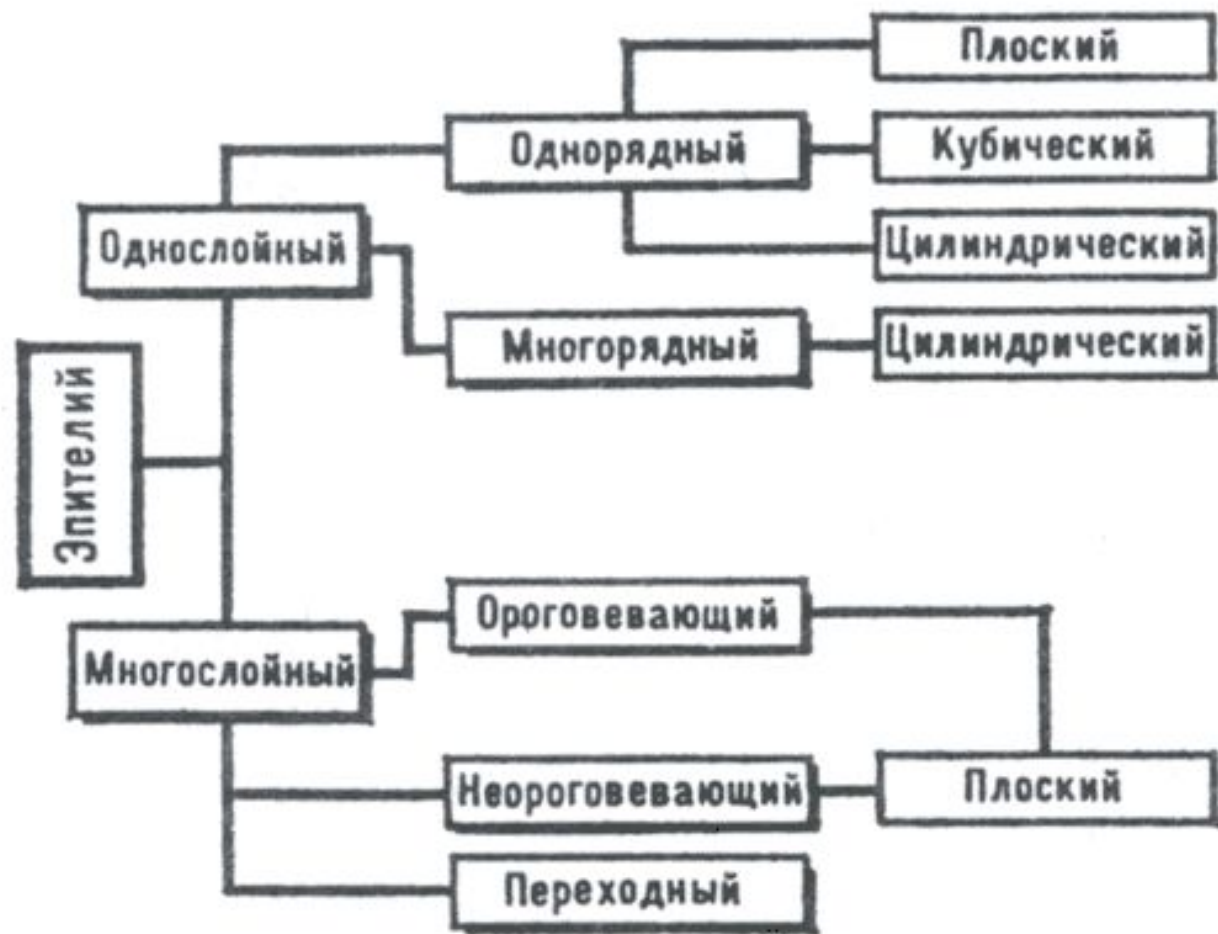 Плоский
Однорядный
Кубический
Однослойный
Цилиндрический
Многорядный
Цилиндрический
Эпителий
Ороговевающий
Многослойный
Неороговевающий
Плоский
Переходный